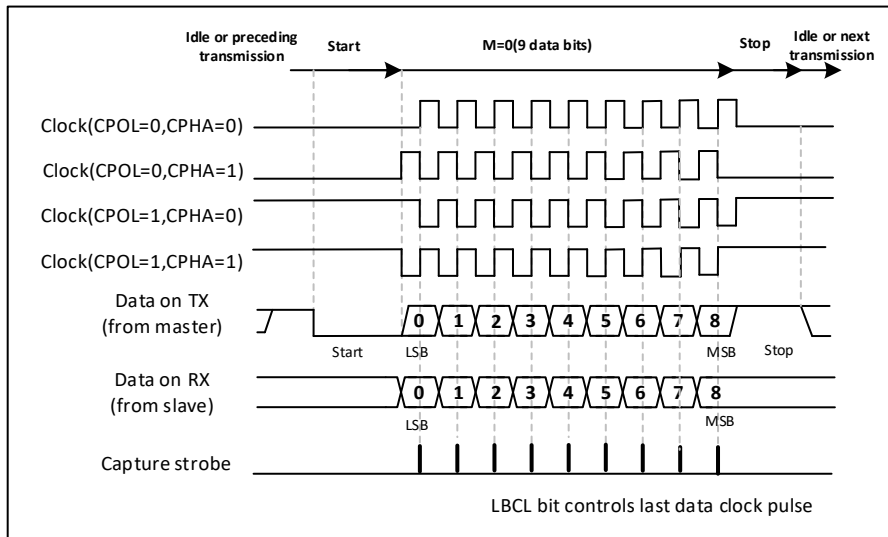 Idle or preceding
transmission
Start
M=0(9 data bits)
Stop
Idle or next
transmission
Clock(CPOL=0,CPHA=0)
Clock(CPOL=0,CPHA=1)
Clock(CPOL=1,CPHA=0)
Clock(CPOL=1,CPHA=1)
Data on TX
(from master)
0 1 2 3 4 5 6 7 8
Start
LSB
MSB
Stop
Data on RX
(from slave)
0 1 2 3 4 5 6 7 8
LSB
MSB
Capture strobe
LBCL bit controls last data clock pulse